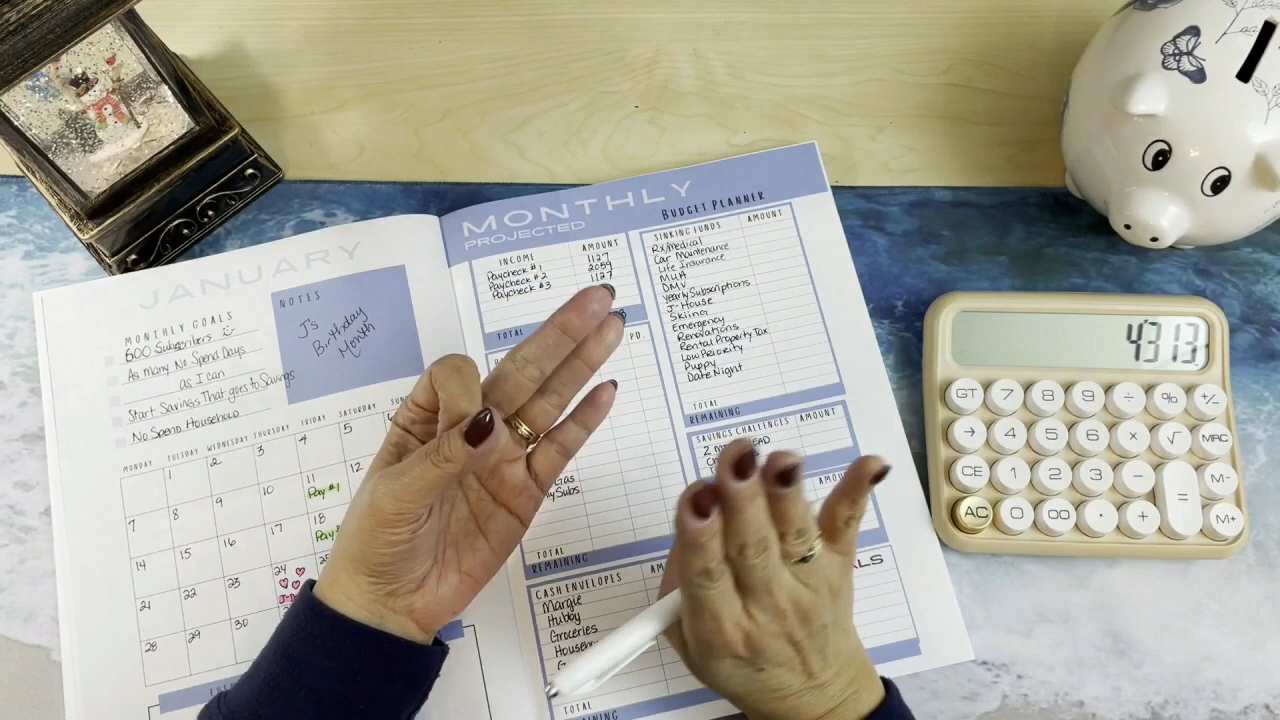 JANUARY
MONTHLY GOALS
600 Subscribers
As many No Spend Days
as I can
Start Savings That goes to Savings
No Spend Household
NOTES
J's
Birthday
Month
MONDAY TUESDAY WEDNESDAY THURSDAY FRIDAY SATURDAY
1 2 3 4 5
7 8 9 10 11 12
Pay #1
14 15 16 17 18
21 22 23 24 25
28 29 30
MONTHLY
PROJECTED
BUDGET PLANNER
INCOME AMOUNT
Paycheck #1 1127
Paycheck #2 2059
Paycheck #3 1127
TOTAL
Gas
TOTAL
REMAINING
CASH ENVELOPES
Margie
Hubby
Groceries
TOTAL
SINKING FUNDS AMOUNT
Rx/Medical
Car Maintenance
Life Insurance
MUA
DMV
Yearly Subscriptions
J-House
Skiing
Emergency
Renovations
Rental Property Tax
Low Priority
Puppy
Date Night
TOTAL
REMAINING
SAVINGS CHALLENGES AMOUNT
4313
GT 7 8 9 ÷ % +/-
→ 4 5 6 × √ MRC
CE 1 2 3 − = M-
AC 0 00 • + M+